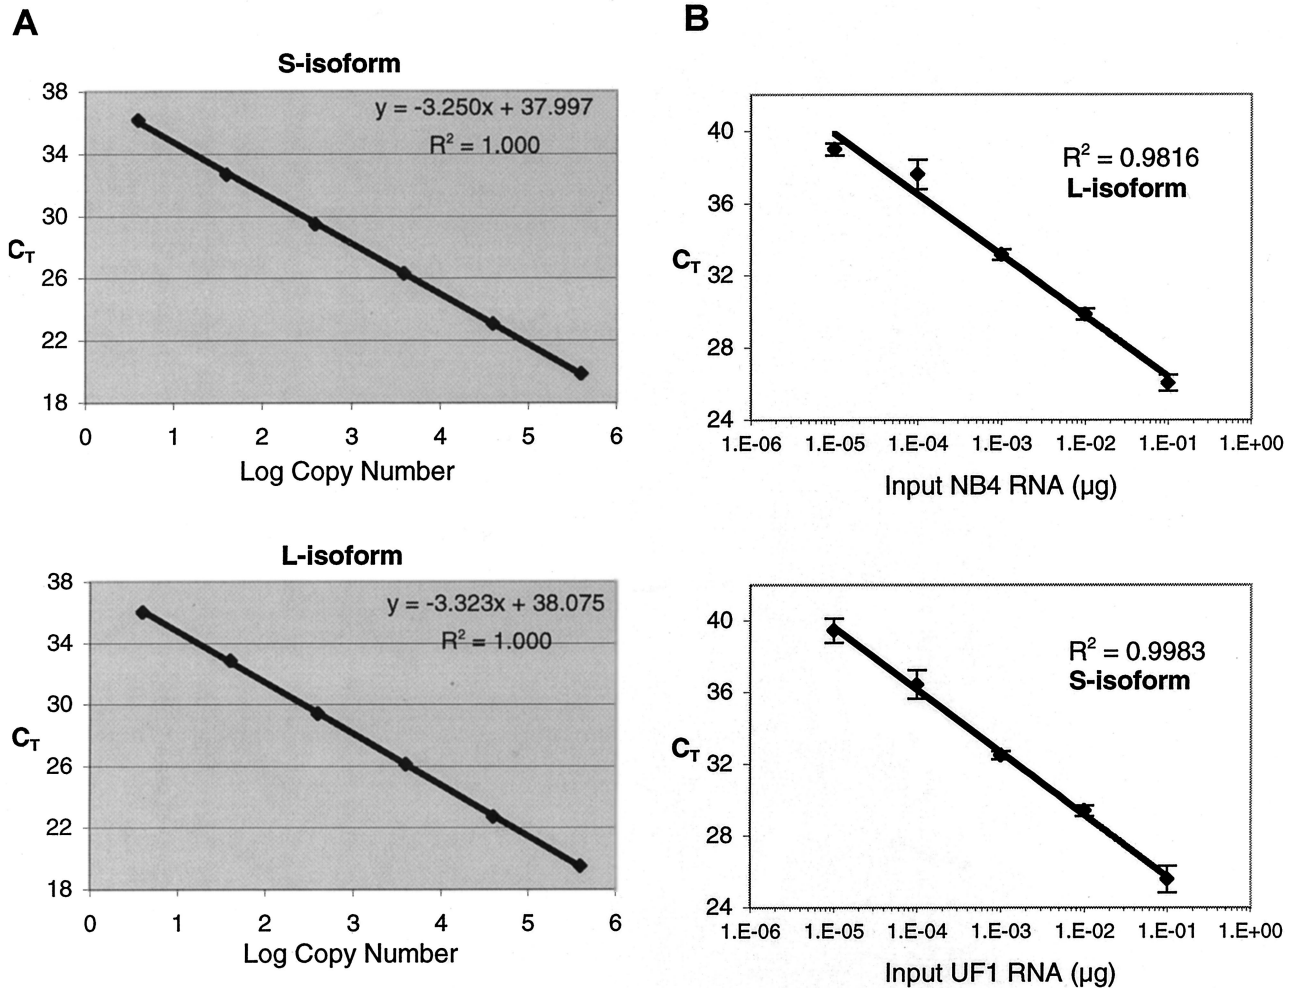 A
S-isoform
y = -3.250x + 37.997
R² = 1.000
38
34
30
26
22
18
C_T
0 1 2 3 4 5 6
Log Copy Number
L-isoform
y = -3.323x + 38.075
R² = 1.000
38
34
30
26
22
18
C_T
0 1 2 3 4 5 6
Log Copy Number
B
R² = 0.9816
L-isoform
40
36
32
28
24
C_T
1.E-06 1.E-05 1.E-04 1.E-03 1.E-02 1.E-01 1.E+00
Input NB4 RNA (µg)
R² = 0.9983
S-isoform
40
36
32
28
24
C_T
1.E-06 1.E-05 1.E-04 1.E-03 1.E-02 1.E-01 1.E+00
Input UF1 RNA (µg)